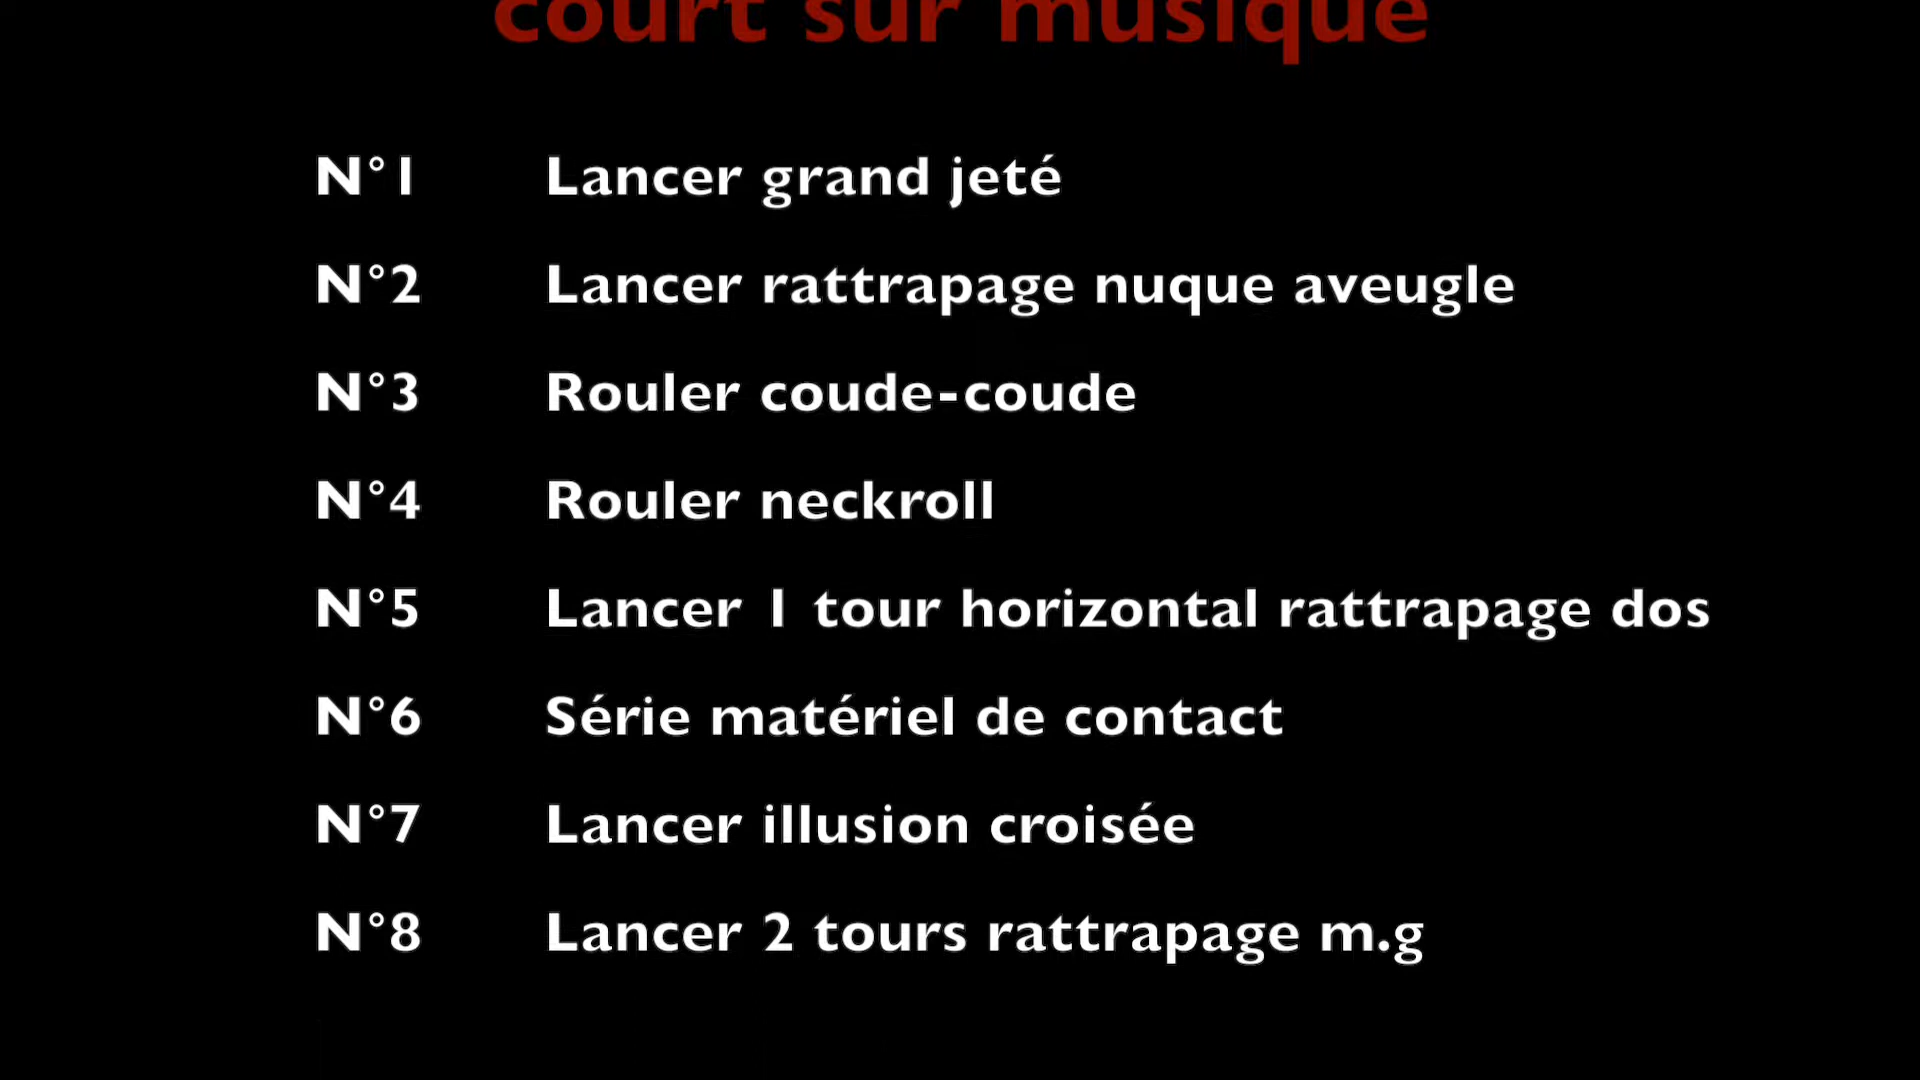 court sur musique
N°1 Lancer grand jeté
N°2 Lancer rattrapage nuque aveugle
N°3 Rouler coude-coude
N°4 Rouler neckroll
N°5 Lancer 1 tour horizontal rattrapage dos
N°6 Série matériel de contact
N°7 Lancer illusion croisée
N°8 Lancer 2 tours rattrapage m.g